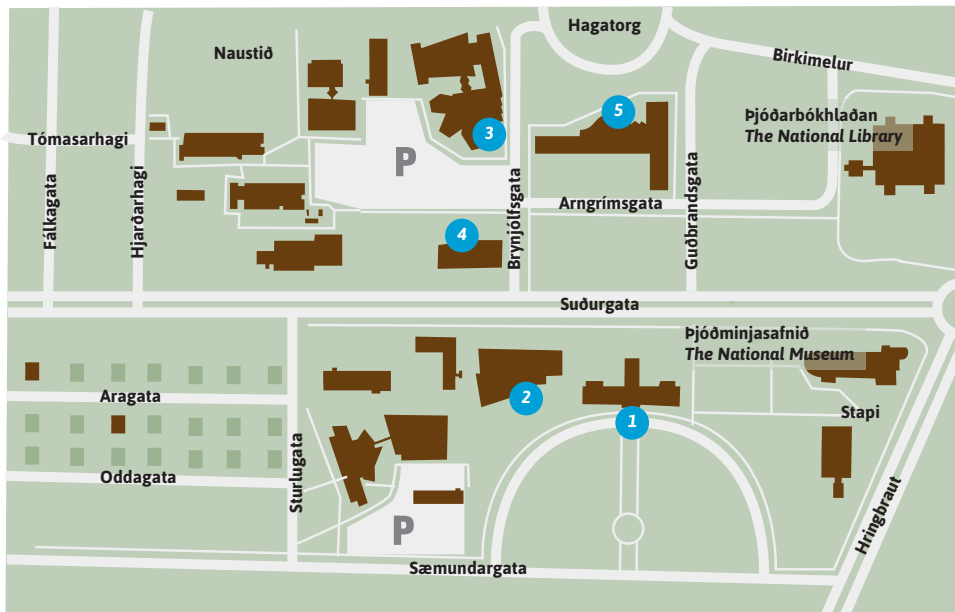 Hagatorg
Naustið
Birkimelur
Þjóðarbókhlaðan
The National Library
5
3
Tómasarhagi
P
Fálkagata
Hjarðarhagi
Brynjólfsgata
Arngrímsgata
Guðbrandsgata
4
Suðurgata
Þjóðminjasafnið
The National Museum
Aragata
2
1
Stapi
Oddagata
Sturlugata
P
Hringbraut
Sæmundargata